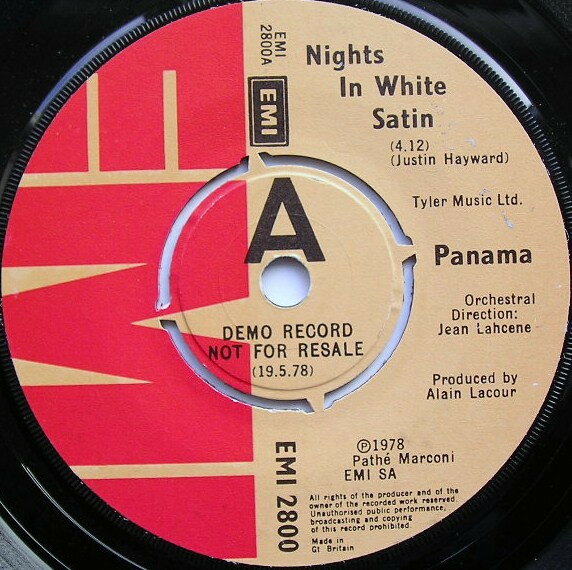 EMI
2800A
EMI
Nights
In White
Satin
(4.12)
(Justin Hayward)
Tyler Music Ltd.
A
Panama
Orchestral
Direction:
Jean Lahcene
DEMO RECORD
NOT FOR RESALE
(19.5.78)
Produced by
Alain Lacour
EMI 2800
℗1978
Pathé Marconi
EMI SA
All rights of the producer and of the
owner of the recorded work reserved.
Unauthorised public performance,
broadcasting and copying
of this record prohibited.
Made in
Gt Britain
EMI